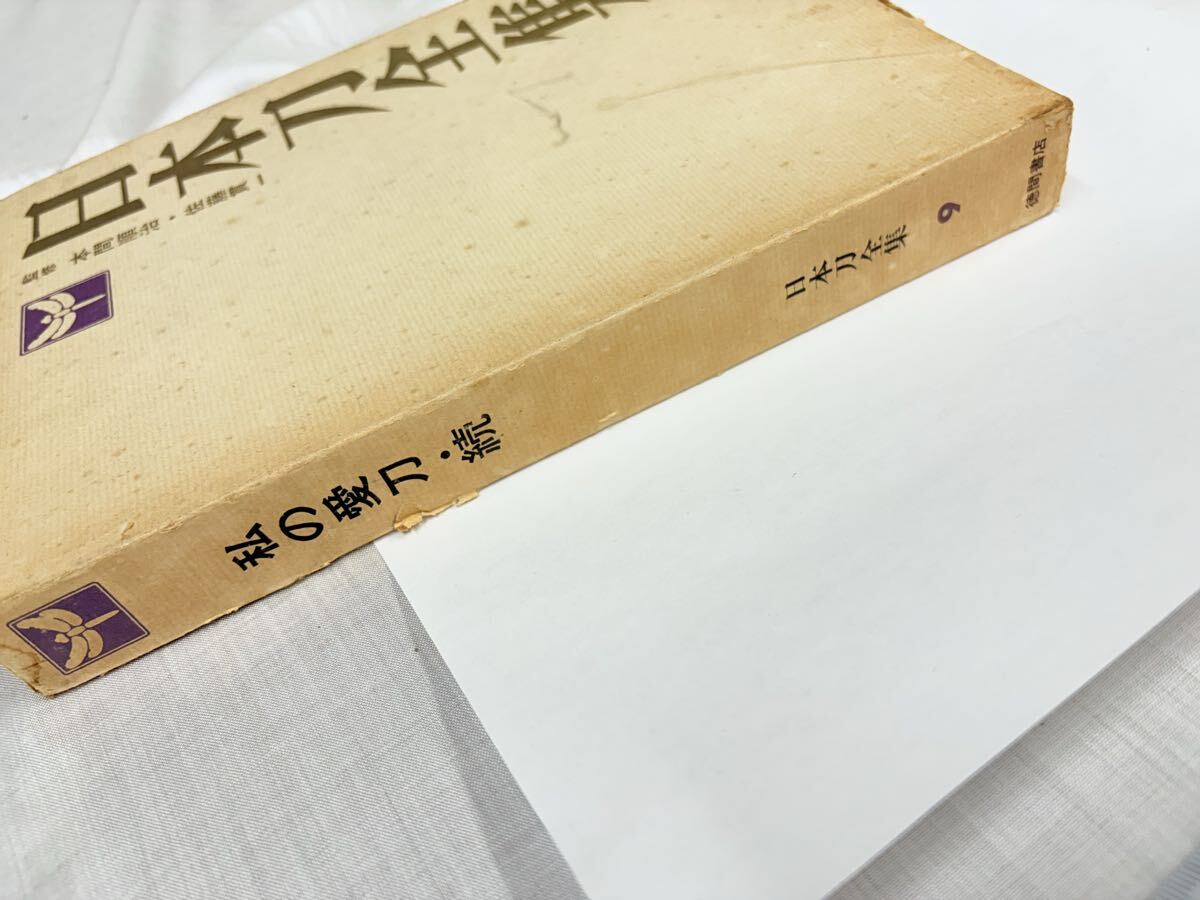 日本刀全集
監修 本間順治・佐藤貫一
私の愛刀・続
日本刀全集 9
徳間書店